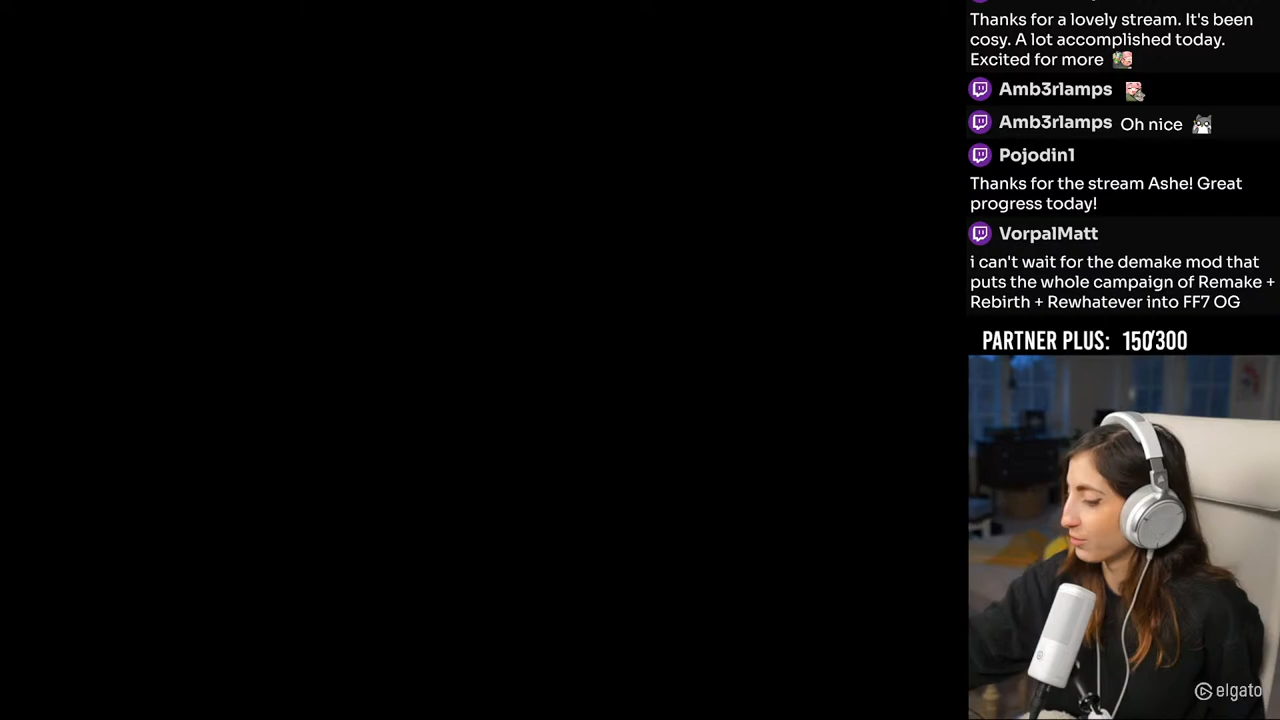 Thanks for a lovely stream. It's been
cosy. A lot accomplished today.
Excited for more
Amb3rlamps
Amb3rlamps Oh nice
Pojodin1
Thanks for the stream Ashe! Great
progress today!
VorpalMatt
i can't wait for the demake mod that
puts the whole campaign of Remake +
Rebirth + Rewhatever into FF7 OG
PARTNER PLUS: 150/300
elgato